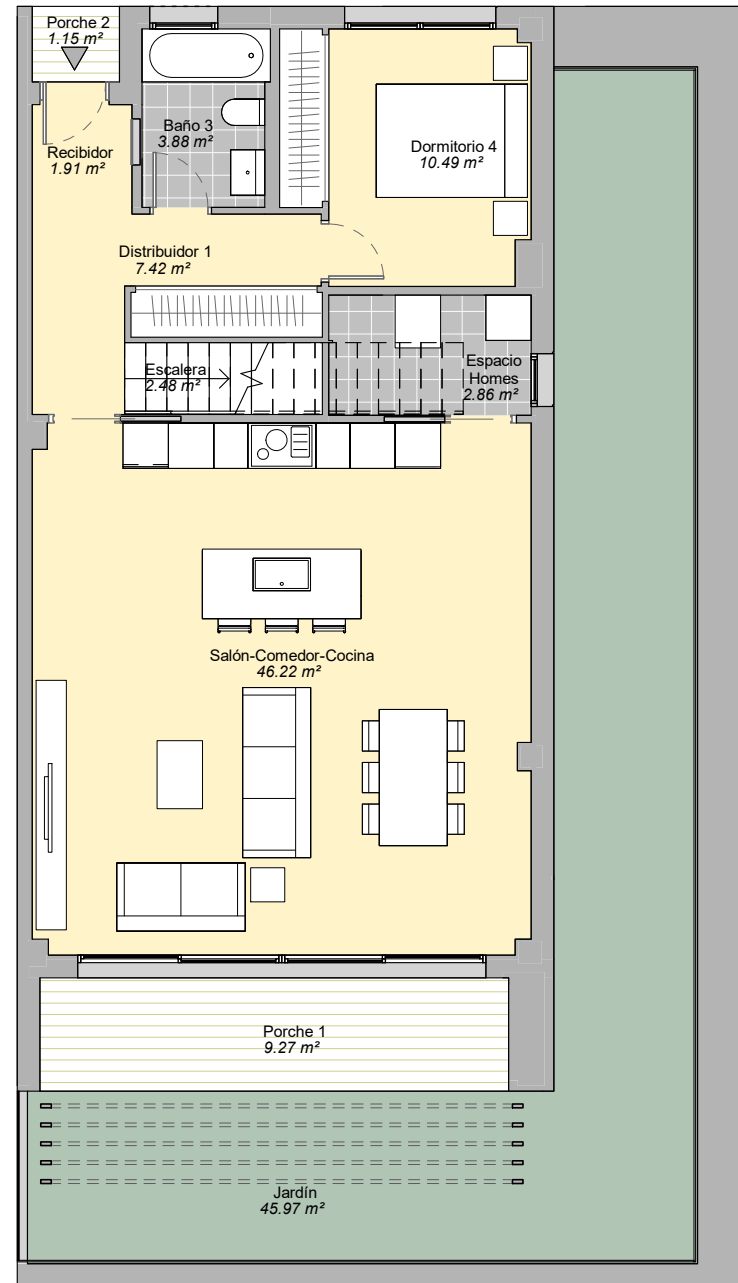 Porche 2
1.15 m²
Baño 3
3.88 m²
Recibidor
1.91 m²
Dormitorio 4
10.49 m²
Distribuidor 1
7.42 m²
Escalera
2.48 m²
Espacio
Homes
2.86 m²
Salón-Comedor-Cocina
46.22 m²
Porche 1
9.27 m²
Jardín
45.97 m²